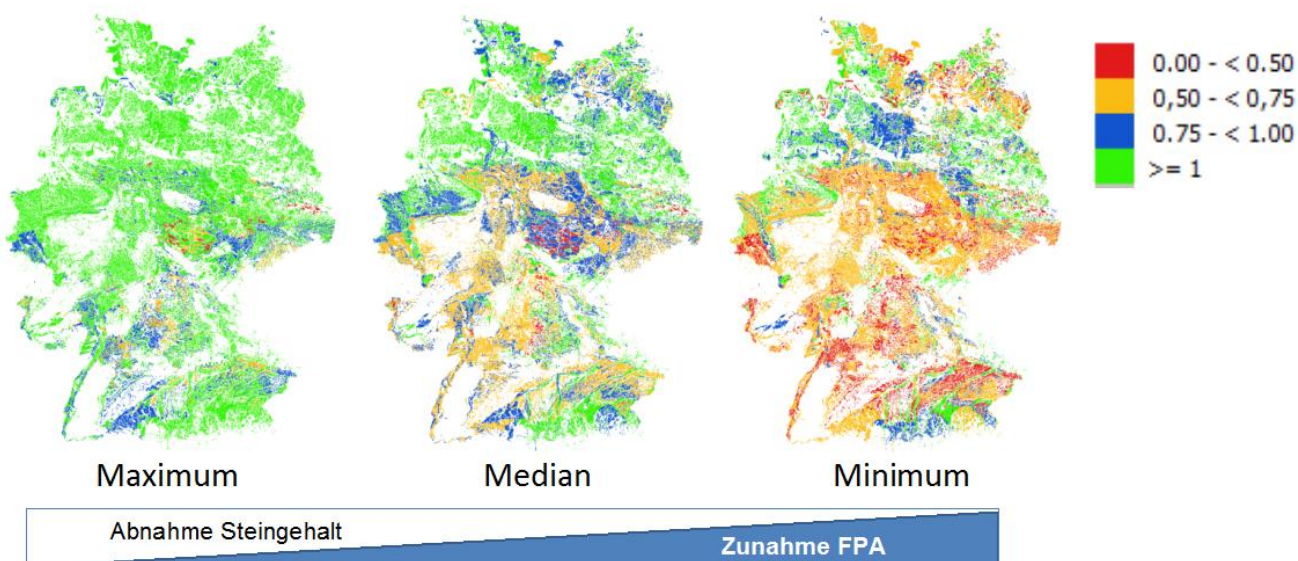 0.00 - < 0.50
0,50 - < 0,75
0.75 - < 1.00
>= 1
Maximum
Median
Minimum
Abnahme Steingehalt
Zunahme FPA